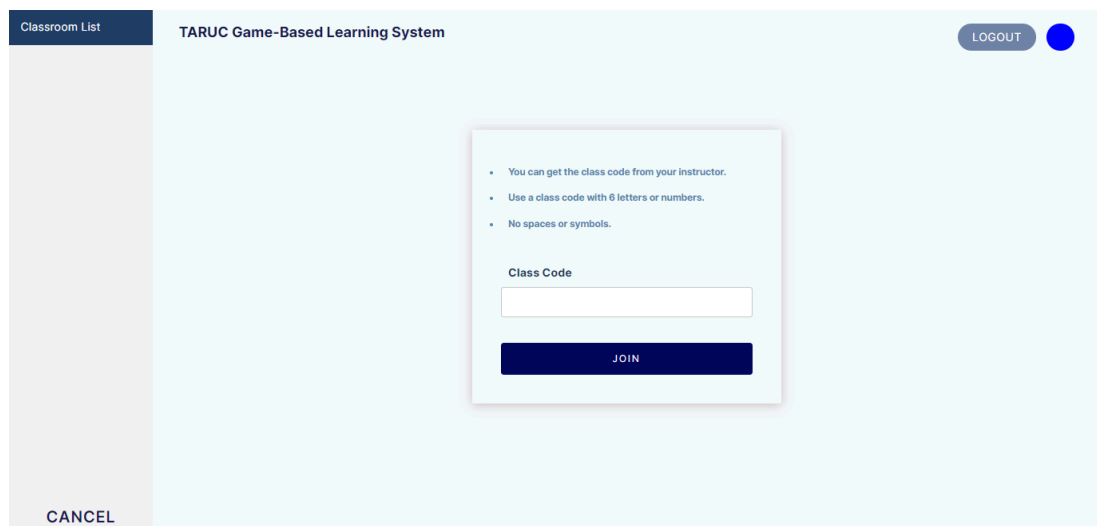 Classroom List
TARUC Game-Based Learning System
LOGOUT
You can get the class code from your instructor.
Use a class code with 6 letters or numbers.
No spaces or symbols.
Class Code
JOIN
CANCEL